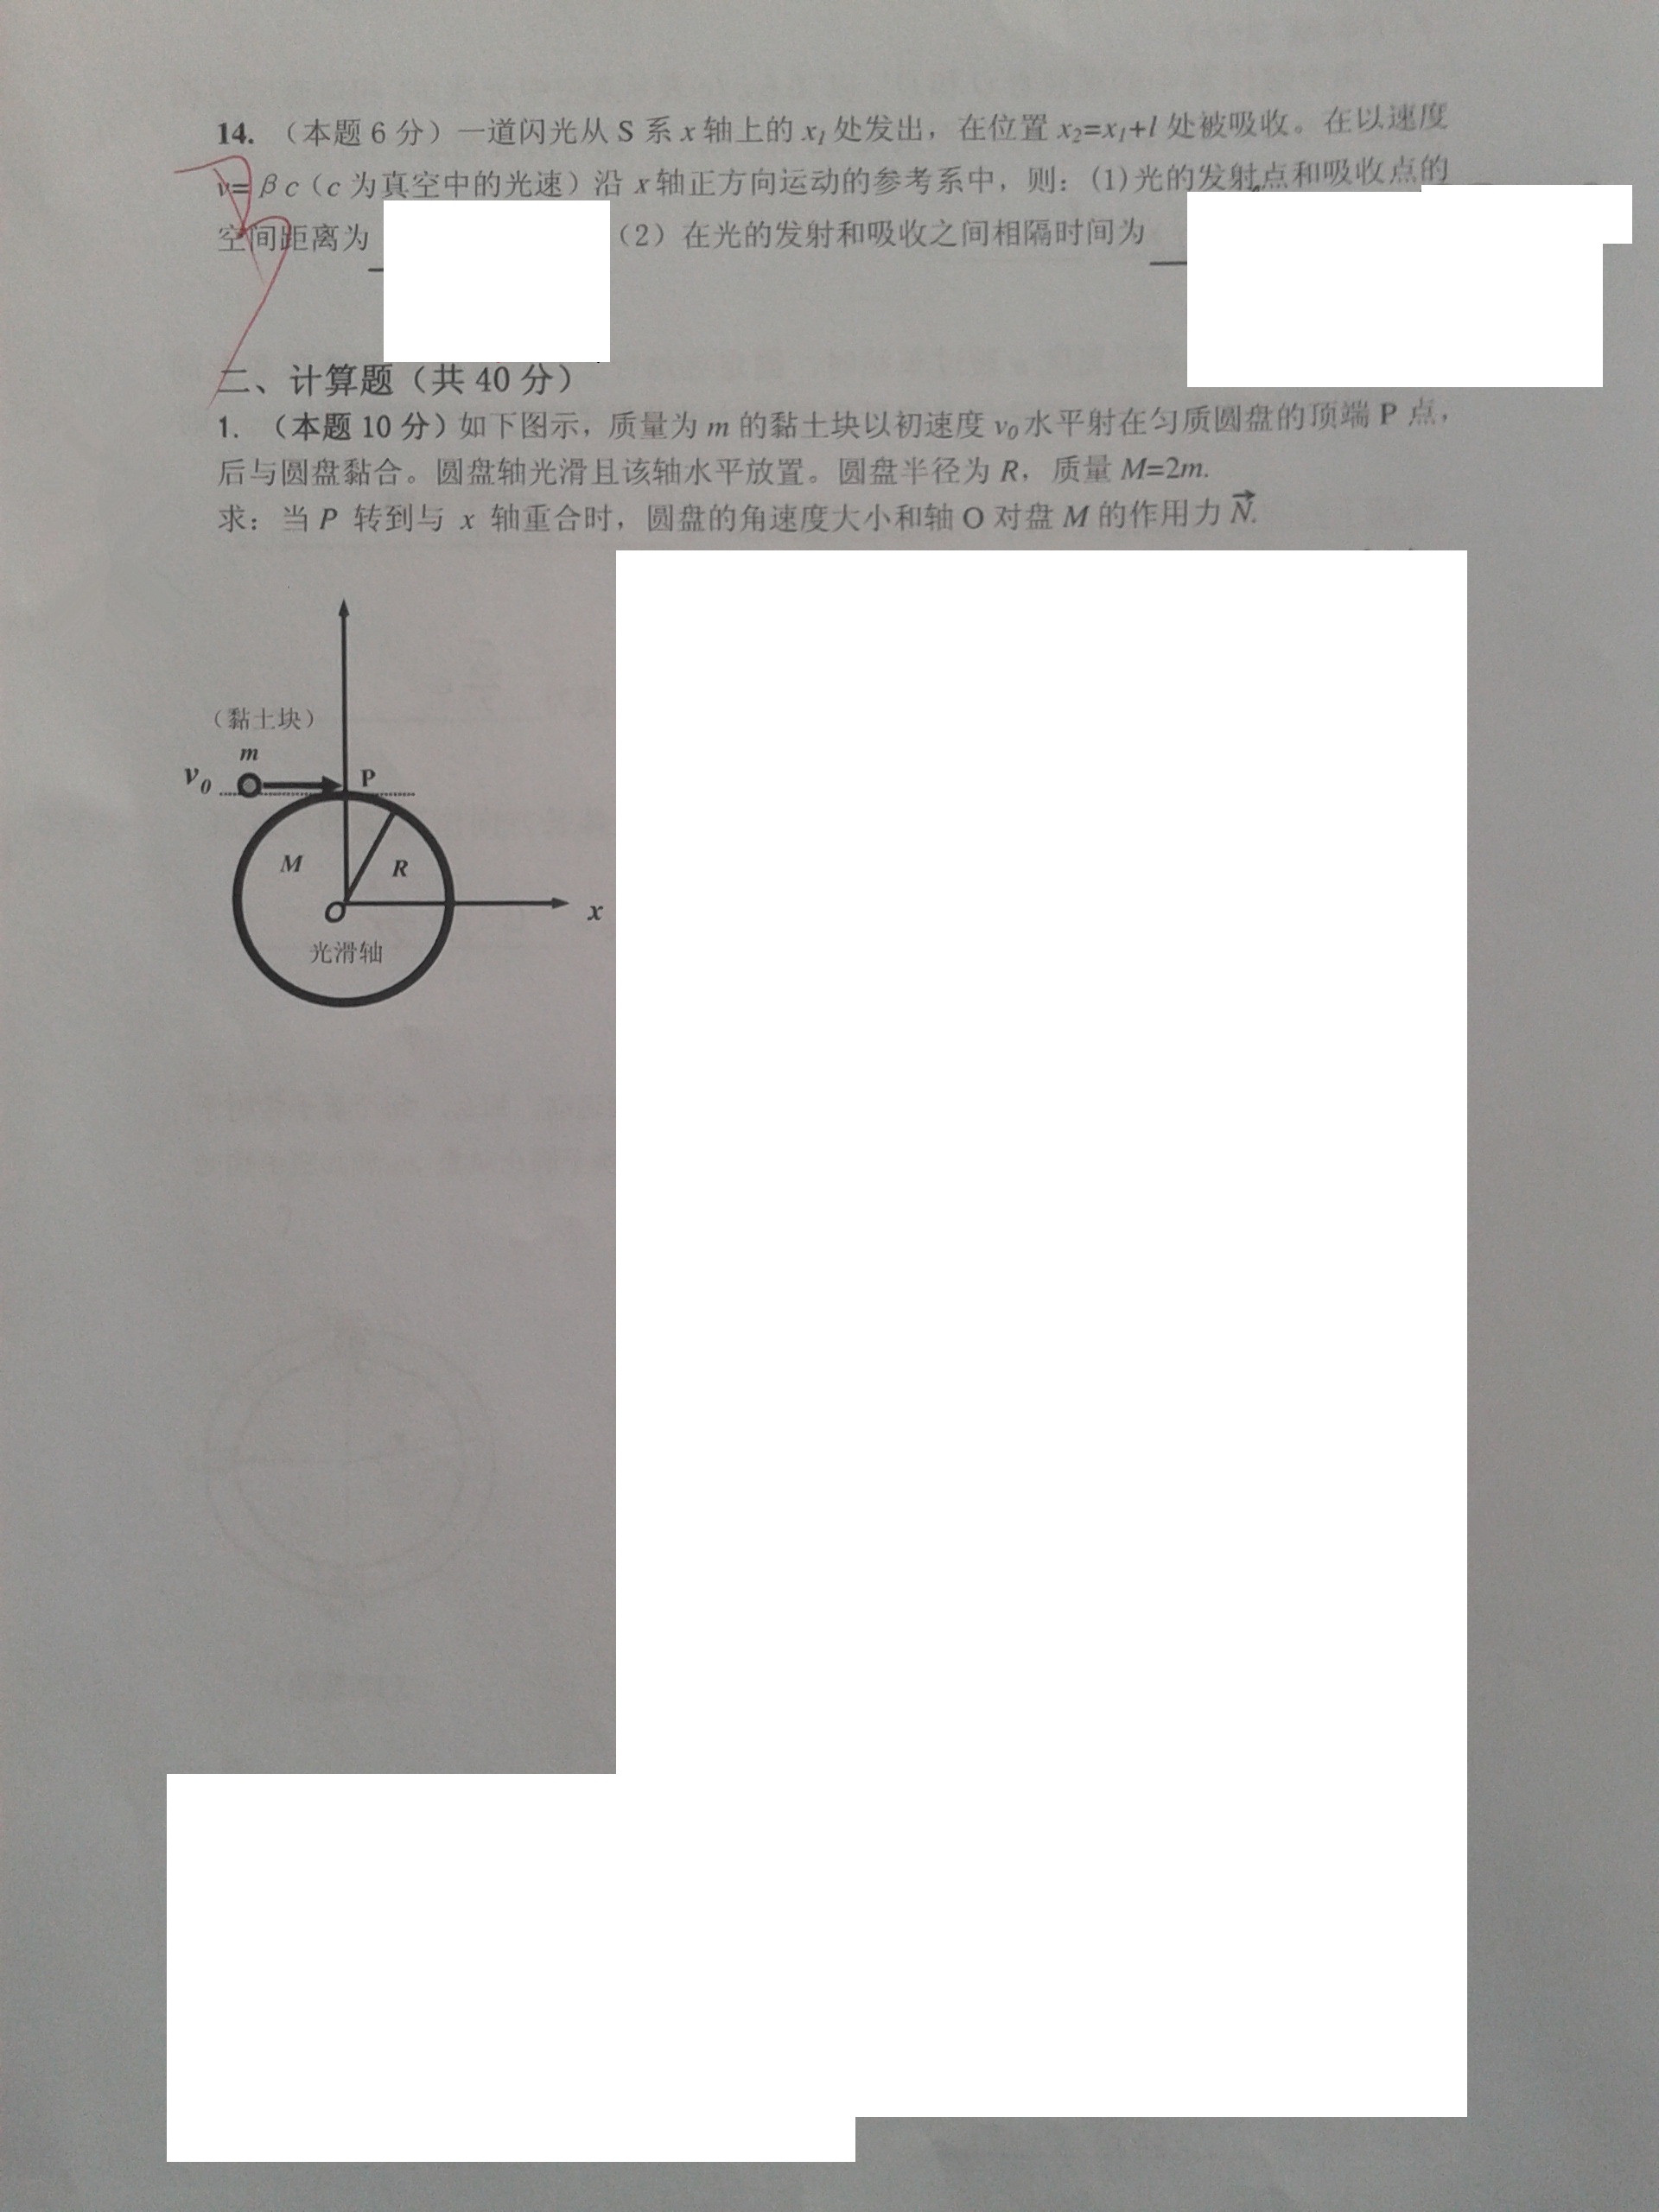 14. （本题 6 分）一道闪光从 S 系 x 轴上的 x₁ 处发出，在位置 x₂=x₁+l 处被吸收。在以速度
v=βc（c 为真空中的光速）沿 x 轴正方向运动的参考系中，则：(1)光的发射点和吸收点的
空间距离为 （2）在光的发射和吸收之间相隔时间为
二、计算题（共 40 分）
1. （本题 10 分）如下图示，质量为 m 的黏土块以初速度 v₀ 水平射在匀质圆盘的顶端 P 点，
后与圆盘黏合。圆盘轴光滑且该轴水平放置。圆盘半径为 R，质量 M=2m.
求：当 P 转到与 x 轴重合时，圆盘的角速度大小和轴 O 对盘 M 的作用力 N⃗.
（黏土块）
m
v₀
P
M
R
O
x
光滑轴